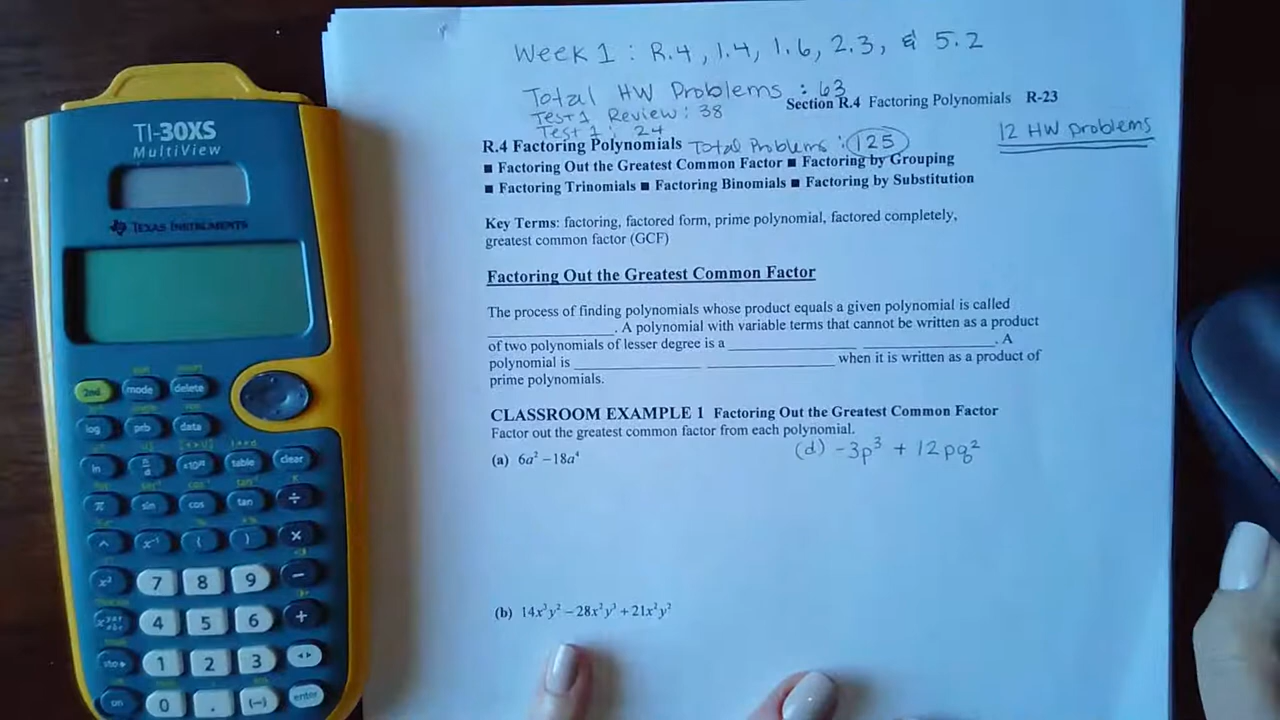 Week 1 : R.4 , 1.4, 1.6, 2.3, & 5.2
Total HW Problems : 63
Section R.4 Factoring Polynomials R-23
Test 1 Review : 38
Test 1 : 24
12 HW problems
R.4 Factoring Polynomials Total Problems : 125
■ Factoring Out the Greatest Common Factor ■ Factoring by Grouping
■ Factoring Trinomials ■ Factoring Binomials ■ Factoring by Substitution
Key Terms: factoring, factored form, prime polynomial, factored completely,
greatest common factor (GCF)
Factoring Out the Greatest Common Factor
The process of finding polynomials whose product equals a given polynomial is called
____________. A polynomial with variable terms that cannot be written as a product
of two polynomials of lesser degree is a ____________ ____________. A
polynomial is ____________ ____________ when it is written as a product of
prime polynomials.
CLASSROOM EXAMPLE 1 Factoring Out the Greatest Common Factor
Factor out the greatest common factor from each polynomial.
(a) 6a² −18a⁴
(d) -3p³ + 12pq²
(b) 14x³y² −28x²y³ +21x²y²
TI-30XS
MultiView
TEXAS INSTRUMENTS
2nd mode delete
log prb data
ln n/d x10ⁿ table clear
π sin cos tan ÷
^ x⁻¹ ( ) ×
x² 7 8 9 −
4 5 6 +
sto▸ 1 2 3 ◂ ▸
on 0 . (−) enter